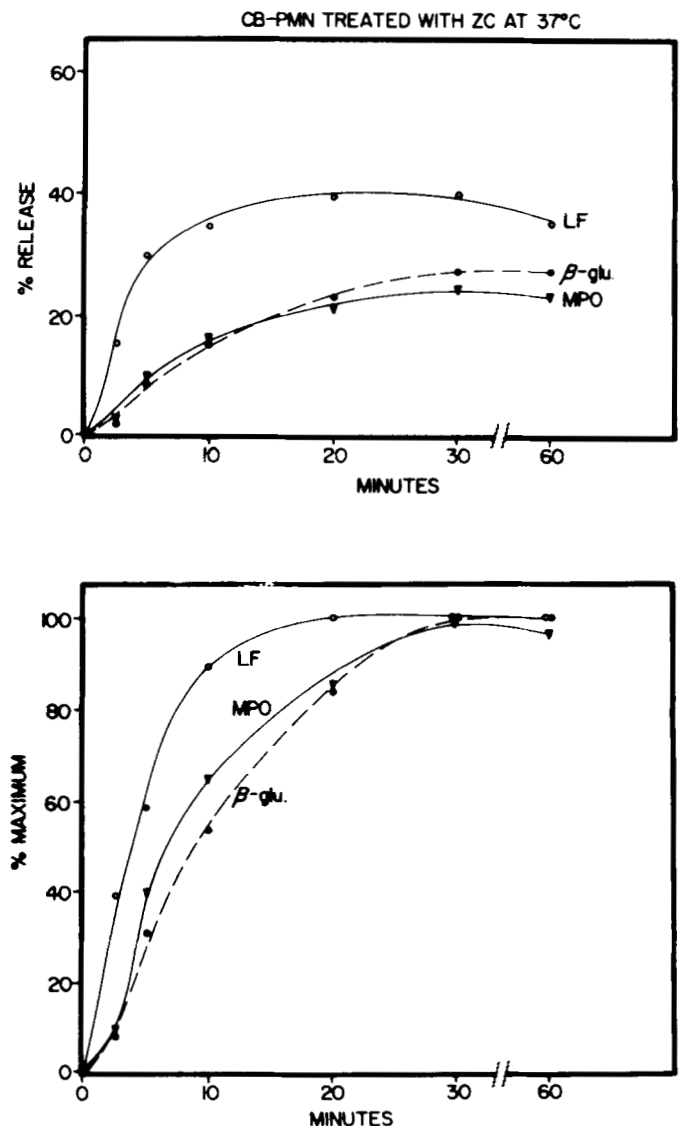 CB-PMN TREATED WITH ZC AT 37°C
% RELEASE
60
40
20
0
LF
β-glu.
MPO
0 10 20 30 60
MINUTES
% MAXIMUM
100
80
60
40
20
0
LF
MPO
β-glu.
0 10 20 30 60
MINUTES